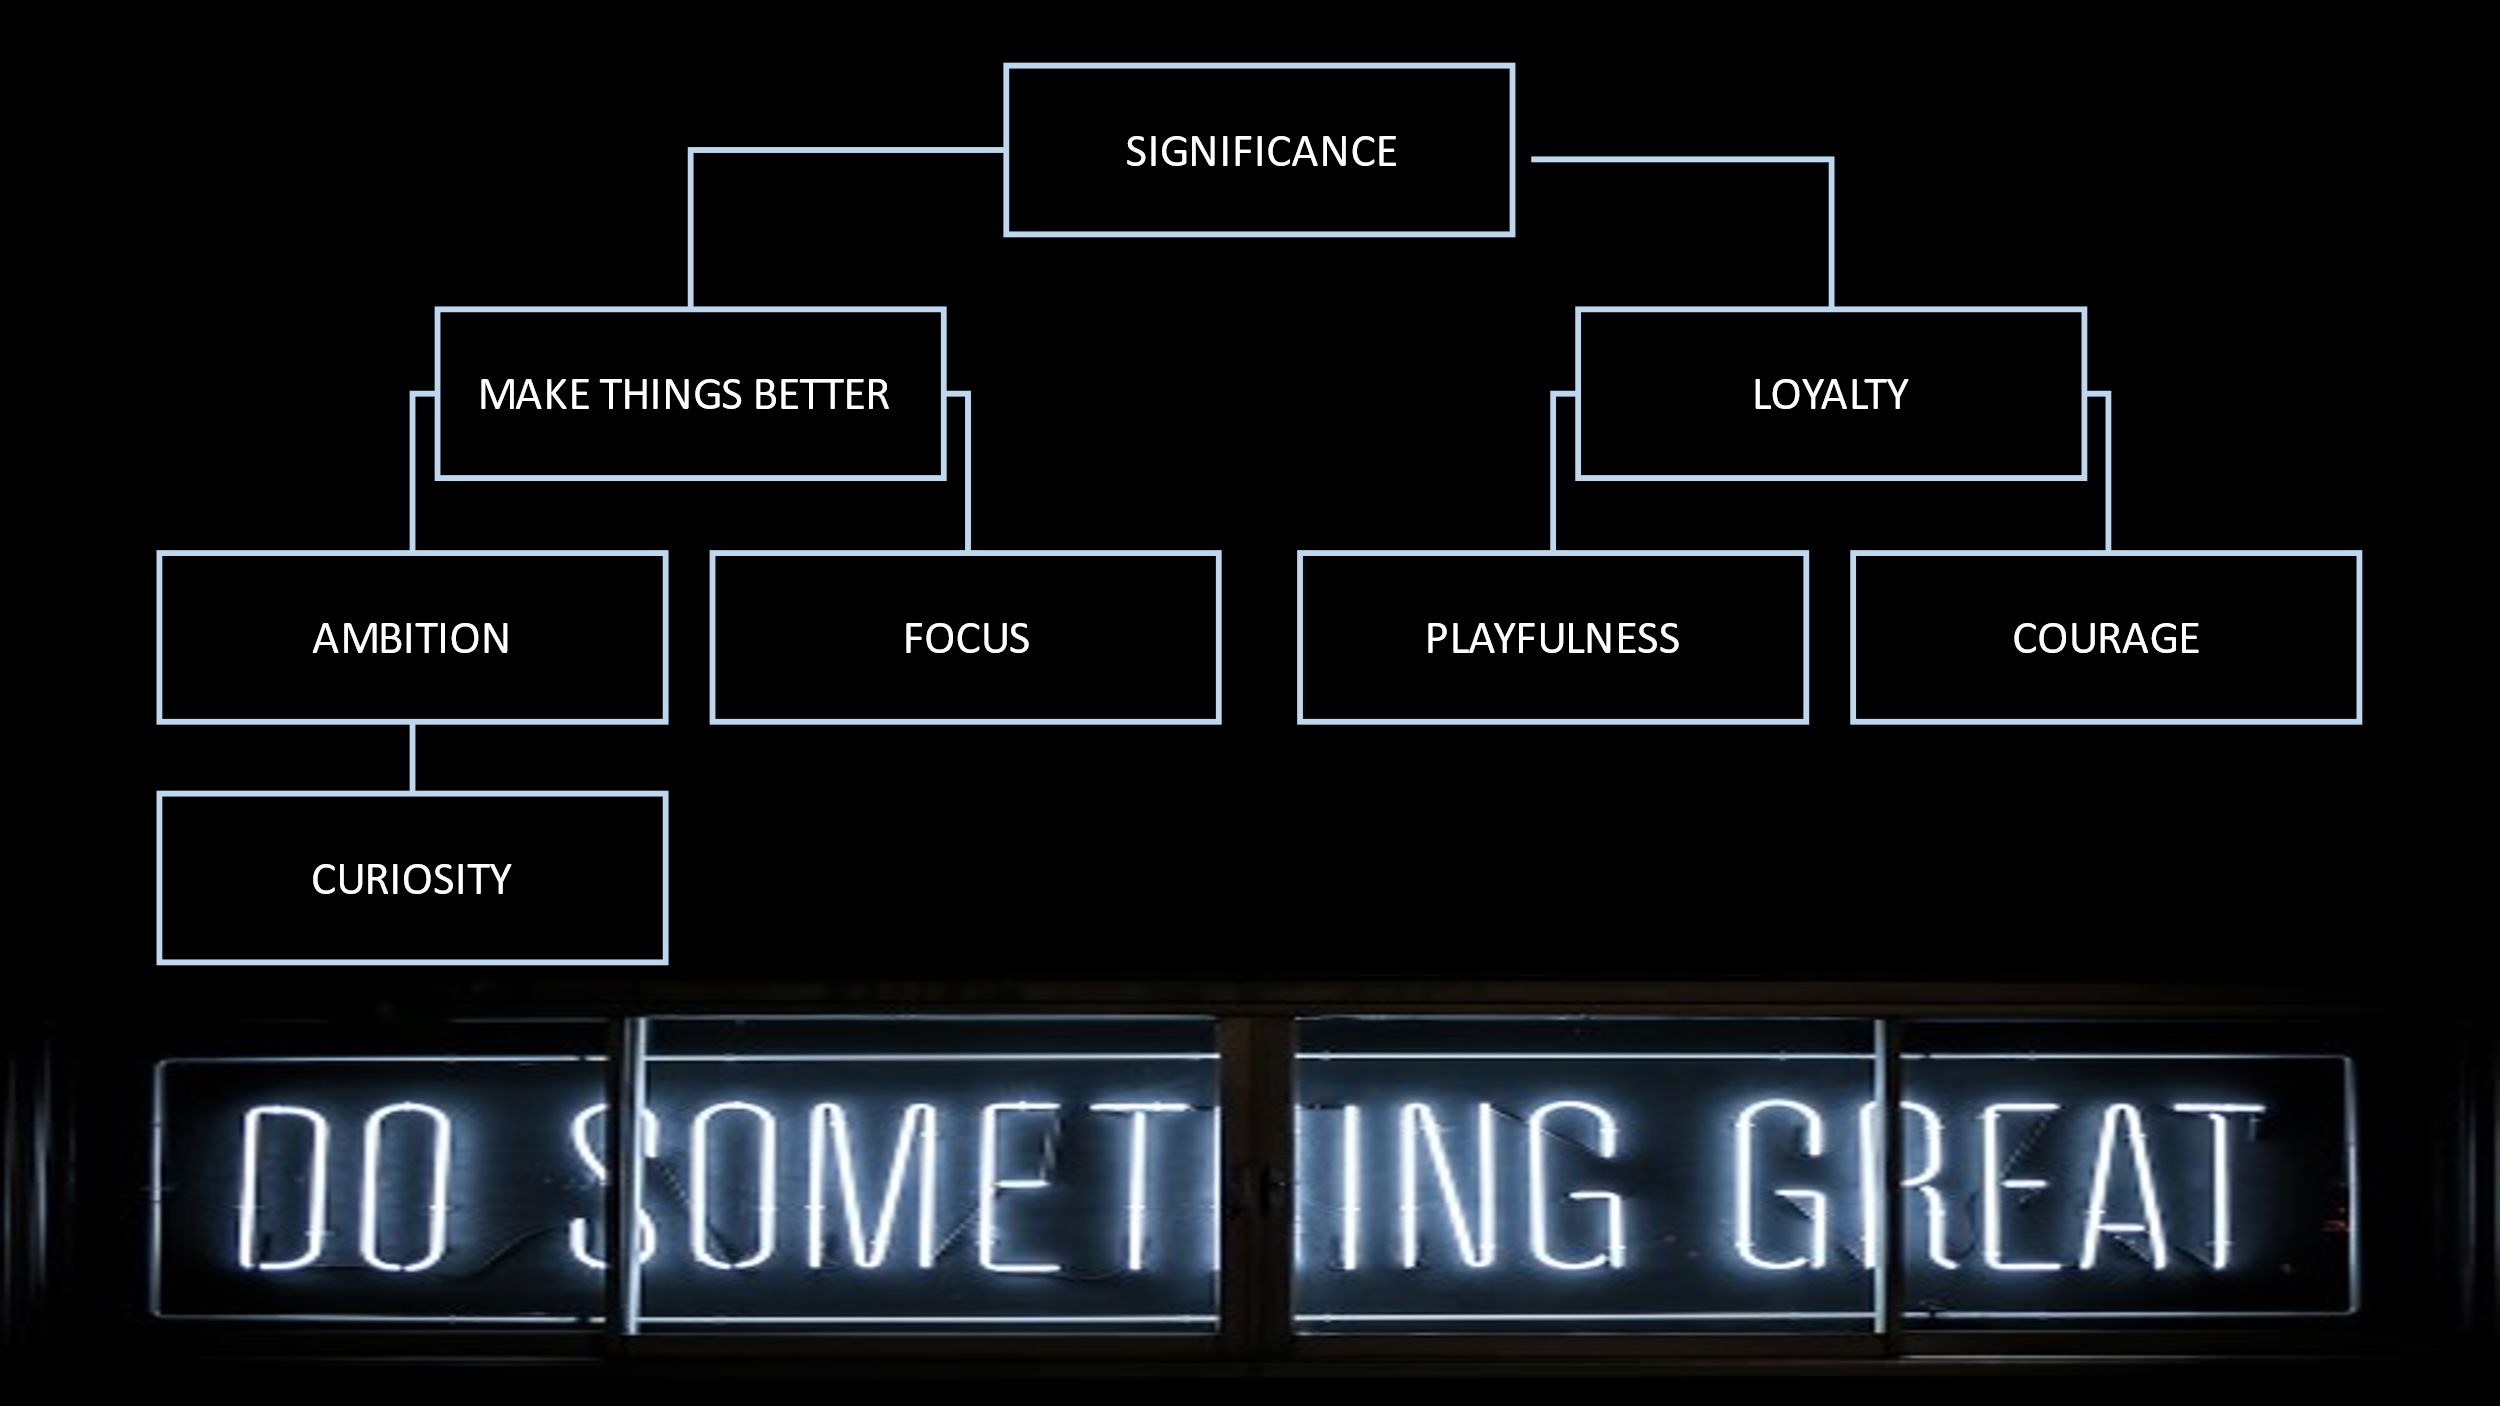 SIGNIFICANCE
MAKE THINGS BETTER
LOYALTY
AMBITION
FOCUS
PLAYFULNESS
COURAGE
CURIOSITY
DO SOMETHING GREAT